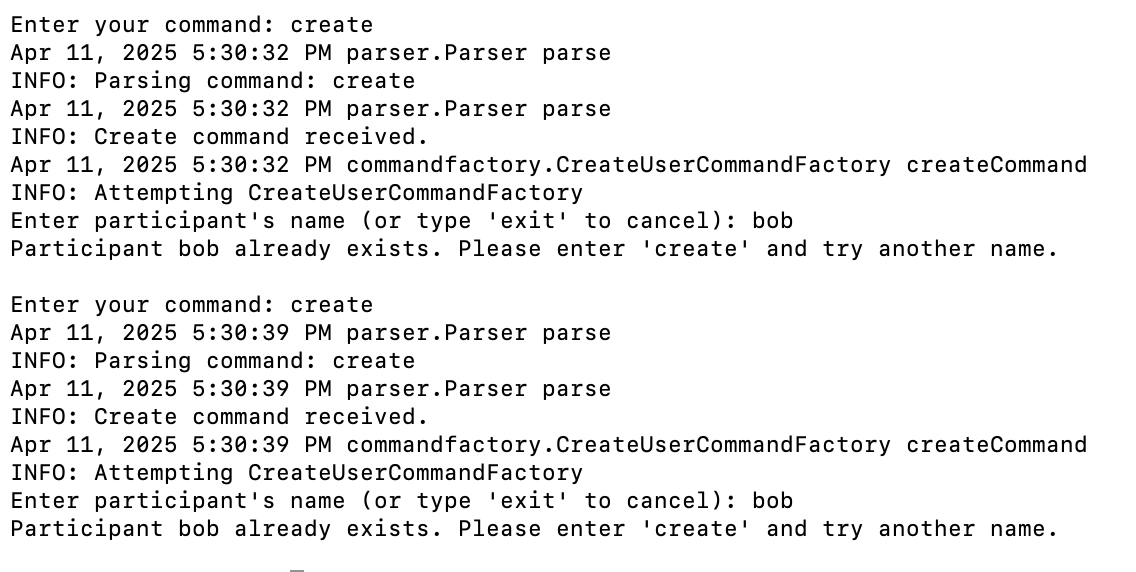 Enter your command: create
Apr 11, 2025 5:30:32 PM parser.Parser parse
INFO: Parsing command: create
Apr 11, 2025 5:30:32 PM parser.Parser parse
INFO: Create command received.
Apr 11, 2025 5:30:32 PM commandfactory.CreateUserCommandFactory createCommand
INFO: Attempting CreateUserCommandFactory
Enter participant's name (or type 'exit' to cancel): bob
Participant bob already exists. Please enter 'create' and try another name.
Enter your command: create
Apr 11, 2025 5:30:39 PM parser.Parser parse
INFO: Parsing command: create
Apr 11, 2025 5:30:39 PM parser.Parser parse
INFO: Create command received.
Apr 11, 2025 5:30:39 PM commandfactory.CreateUserCommandFactory createCommand
INFO: Attempting CreateUserCommandFactory
Enter participant's name (or type 'exit' to cancel): bob
Participant bob already exists. Please enter 'create' and try another name.